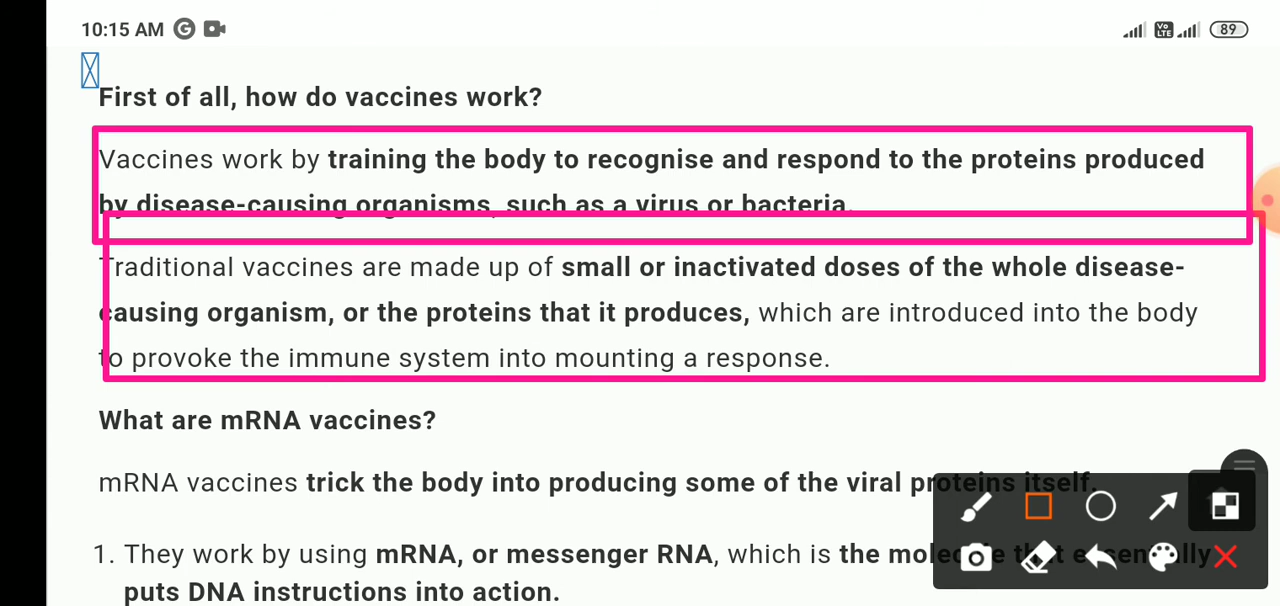 10:15 AM
Vo LTE
89
First of all, how do vaccines work?
Vaccines work by training the body to recognise and respond to the proteins produced
by disease-causing organisms, such as a virus or bacteria.
Traditional vaccines are made up of small or inactivated doses of the whole disease-
causing organism, or the proteins that it produces, which are introduced into the body
to provoke the immune system into mounting a response.
What are mRNA vaccines?
mRNA vaccines trick the body into producing some of the viral proteins itself.
1. They work by using mRNA, or messenger RNA, which is the molecule that essentially
puts DNA instructions into action.